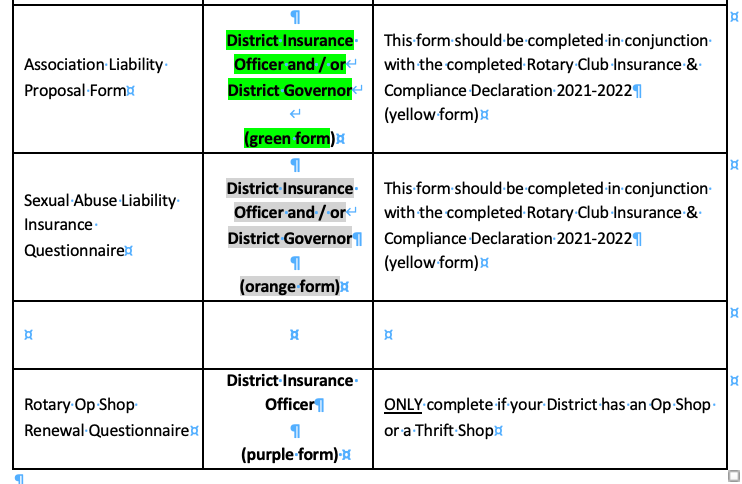 Association Liability
Proposal Form
District Insurance
Officer and / or
District Governor
(green form)
This form should be completed in conjunction
with the completed Rotary Club Insurance &
Compliance Declaration 2021-2022
(yellow form)
Sexual Abuse Liability
Insurance
Questionnaire
District Insurance
Officer and / or
District Governor
(orange form)
This form should be completed in conjunction
with the completed Rotary Club Insurance &
Compliance Declaration 2021-2022
(yellow form)
Rotary Op Shop
Renewal Questionnaire
District Insurance
Officer
(purple form)
ONLY complete if your District has an Op Shop
or a Thrift Shop